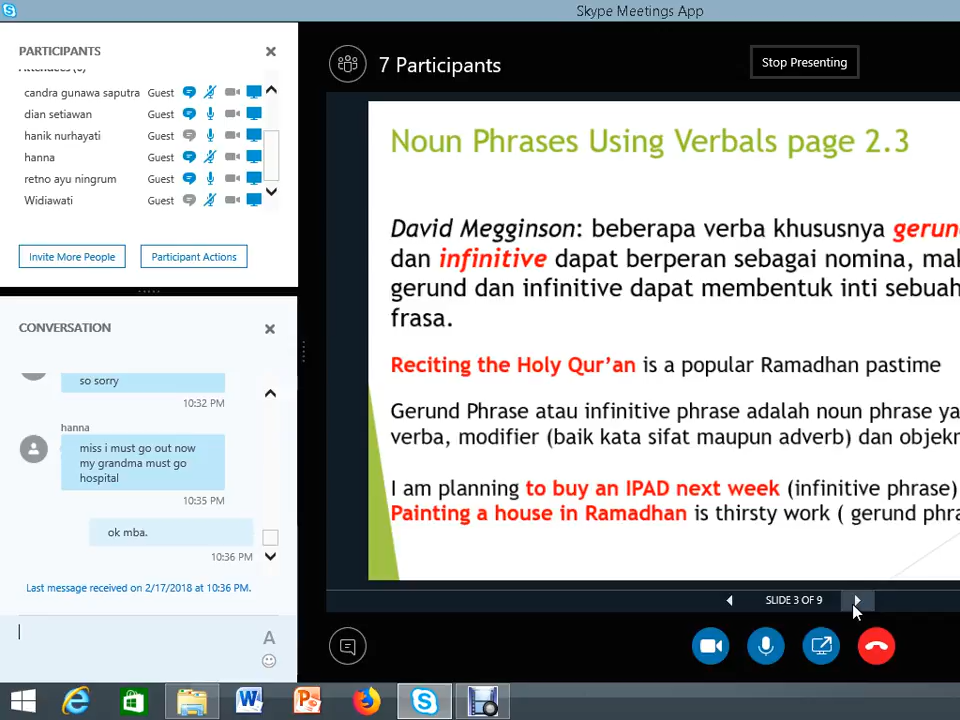 Skype Meetings App
PARTICIPANTS
candra gunawa saputra Guest
dian setiawan Guest
hanik nurhayati Guest
hanna Guest
retno ayu ningrum Guest
Widiawati Guest
Invite More People Participant Actions
CONVERSATION
so sorry
10:32 PM
hanna
miss i must go out now
my grandma must go
hospital
10:35 PM
ok mba.
10:36 PM
Last message received on 2/17/2018 at 10:36 PM.
A
7 Participants
Stop Presenting
Noun Phrases Using Verbals page 2.3
David Megginson: beberapa verba khususnya gerun
dan infinitive dapat berperan sebagai nomina, mak
gerund dan infinitive dapat membentuk inti sebuah
frasa.
Reciting the Holy Qur’an is a popular Ramadhan pastime
Gerund Phrase atau infinitive phrase adalah noun phrase ya
verba, modifier (baik kata sifat maupun adverb) dan objekn
I am planning to buy an IPAD next week (infinitive phrase)
Painting a house in Ramadhan is thirsty work ( gerund phra
SLIDE 3 OF 9